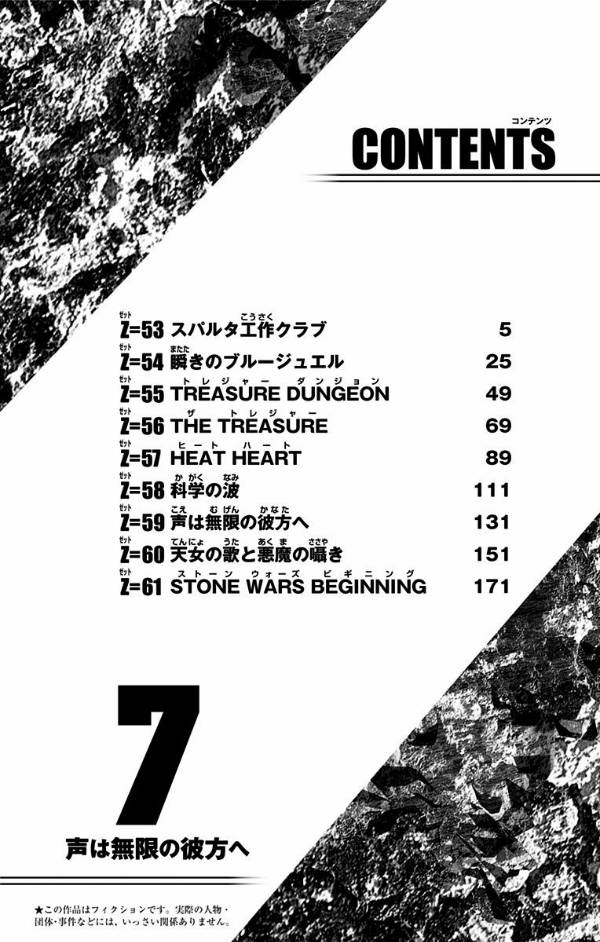 コンテンツ
CONTENTS
ゼット こうさく
Z=53 スパルタ工作クラブ 5
ゼット またた
Z=54 瞬きのブルージュエル 25
ゼット トレジャー ダンジョン
Z=55 TREASURE DUNGEON 49
ゼット ザ トレジャー
Z=56 THE TREASURE 69
ゼット ヒート ハート
Z=57 HEAT HEART 89
ゼット かがく なみ
Z=58 科学の波 111
ゼット こえ むげん かなた
Z=59 声は無限の彼方へ 131
ゼット てんにょ うた あくま ささや
Z=60 天女の歌と悪魔の囁き 151
ゼット ストーン ウォーズ ビギニング
Z=61 STONE WARS BEGINNING 171
7
声は無限の彼方へ
★この作品はフィクションです。実際の人物・
団体・事件などには、いっさい関係ありません。